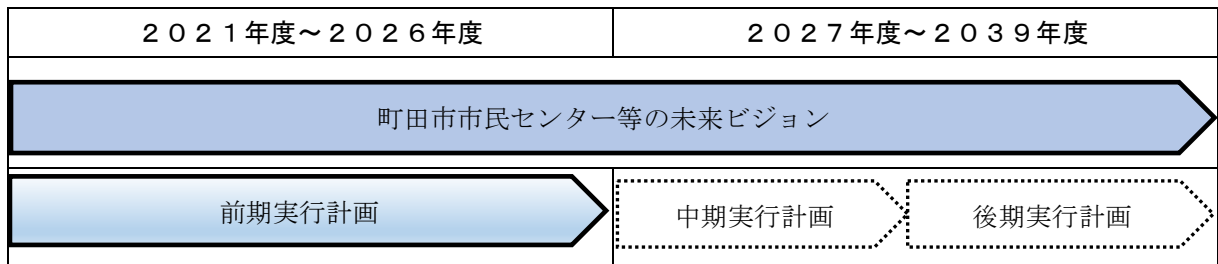 ２０２１年度～２０２６年度
２０２７年度～２０３９年度
町田市市民センター等の未来ビジョン
前期実行計画
中期実行計画
後期実行計画